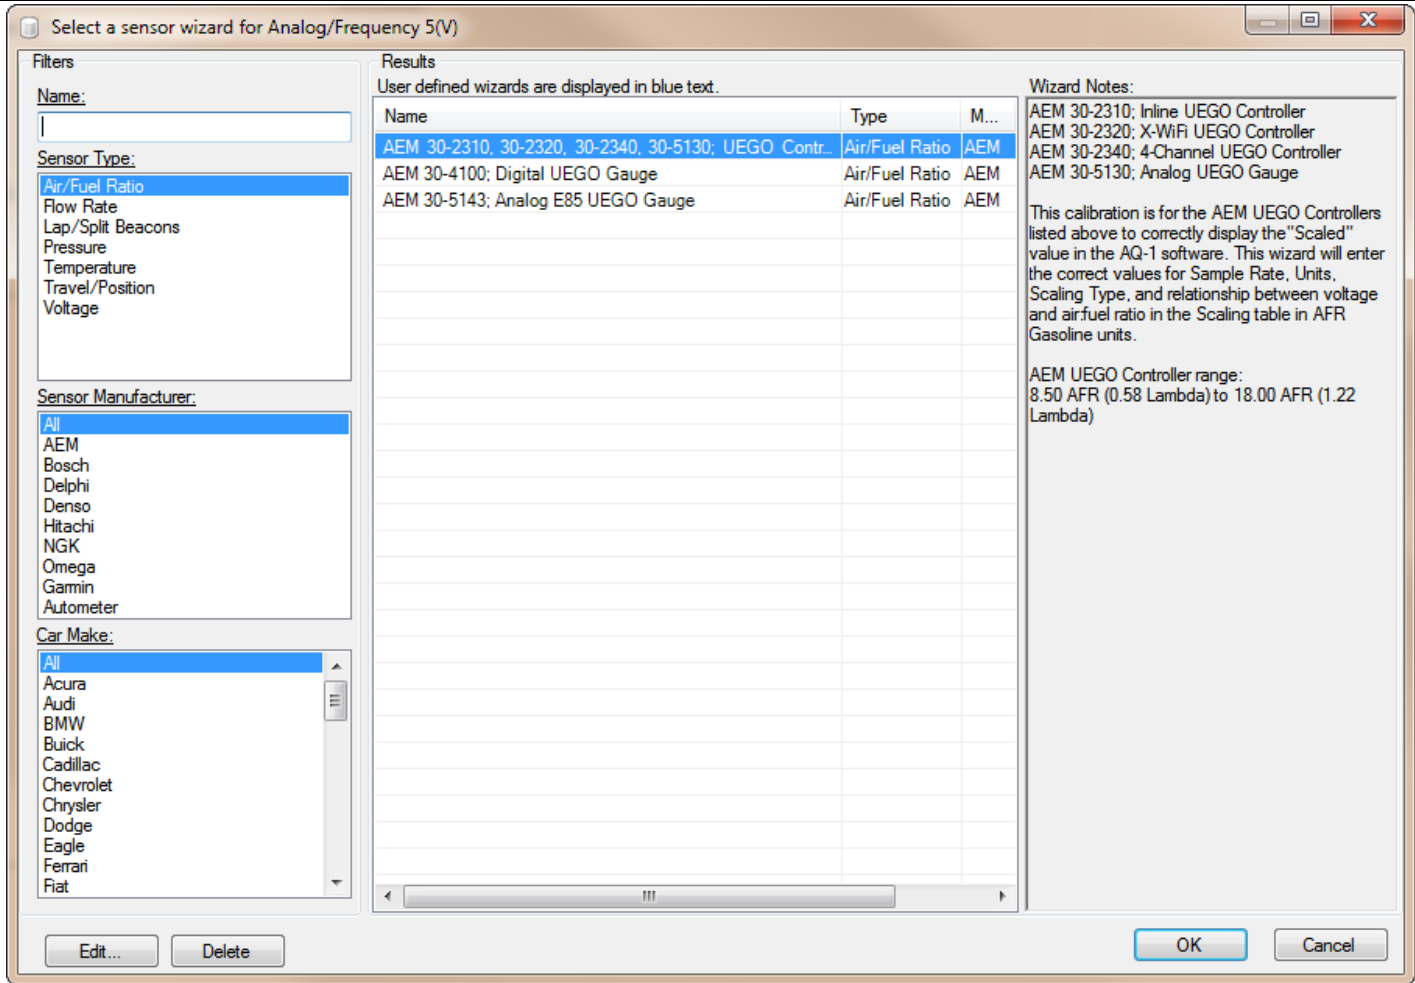 Select a sensor wizard for Analog/Frequency 5(V)
Filters
Name:
Sensor Type:
Air/Fuel Ratio
Flow Rate
Lap/Split Beacons
Pressure
Temperature
Travel/Position
Voltage
Sensor Manufacturer:
All
AEM
Bosch
Delphi
Denso
Hitachi
NGK
Omega
Garmin
Autometer
Car Make:
All
Acura
Audi
BMW
Buick
Cadillac
Chevrolet
Chrysler
Dodge
Eagle
Ferrari
Fiat
Edit...
Delete
Results
User defined wizards are displayed in blue text.
Name Type M...
AEM 30-2310, 30-2320, 30-2340, 30-5130; UEGO Contr... Air/Fuel Ratio AEM
AEM 30-4100; Digital UEGO Gauge Air/Fuel Ratio AEM
AEM 30-5143; Analog E85 UEGO Gauge Air/Fuel Ratio AEM
Wizard Notes:
AEM 30-2310; Inline UEGO Controller
AEM 30-2320; X-WiFi UEGO Controller
AEM 30-2340; 4-Channel UEGO Controller
AEM 30-5130; Analog UEGO Gauge
This calibration is for the AEM UEGO Controllers
listed above to correctly display the "Scaled"
value in the AQ-1 software. This wizard will enter
the correct values for Sample Rate, Units,
Scaling Type, and relationship between voltage
and air:fuel ratio in the Scaling table in AFR
Gasoline units.
AEM UEGO Controller range:
8.50 AFR (0.58 Lambda) to 18.00 AFR (1.22
Lambda)
OK
Cancel